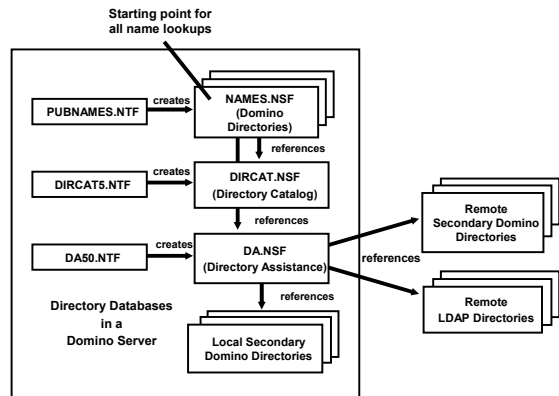 Starting point for
all name lookups
PUBNAMES.NTF
creates
NAMES.NSF
(Domino
Directories)
references
DIRCAT5.NTF
creates
DIRCAT.NSF
(Directory Catalog)
references
DA50.NTF
creates
DA.NSF
(Directory Assistance)
references
Remote
Secondary Domino
Directories
references
Remote
LDAP Directories
Directory Databases
in a
Domino Server
Local Secondary
Domino Directories